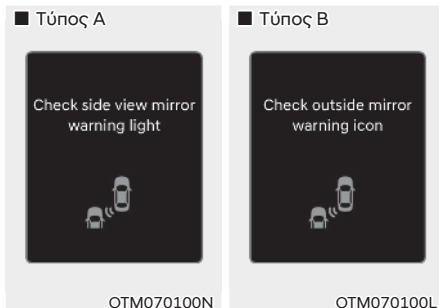 ■ Τύπος A
Check side view mirror
warning light
OTM070100N
■ Τύπος B
Check outside mirror
warning icon
OTM070100L